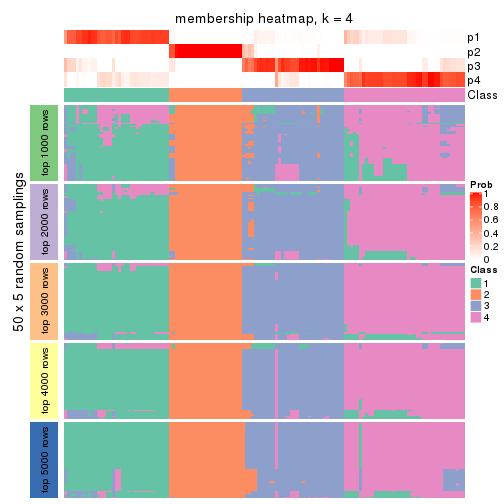 membership heatmap, k = 4
p1
p2
p3
p4
Class
50 x 5 random samplings
top 1000 rows
top 2000 rows
top 3000 rows
top 4000 rows
top 5000 rows
Prob
1
0.8
0.6
0.4
0.2
0
Class
1
2
3
4